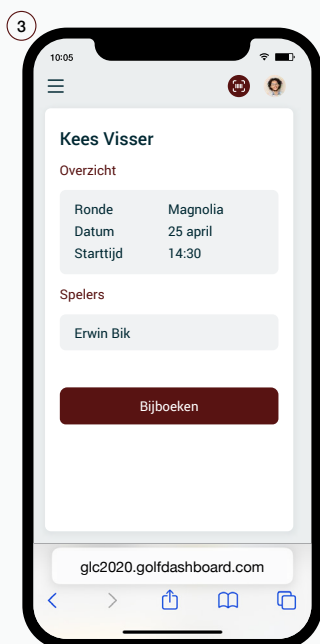 3
10:05
Kees Visser
Overzicht
Ronde Magnolia
Datum 25 april
Starttijd 14:30
Spelers
Erwin Bik
Bijboeken
glc2020.golfdashboard.com